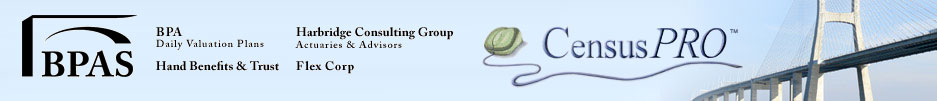 BPAS
BPA
Daily Valuation Plans
Hand Benefits & Trust
Harbridge Consulting Group
Actuaries & Advisors
Flex Corp
CensusPRO™